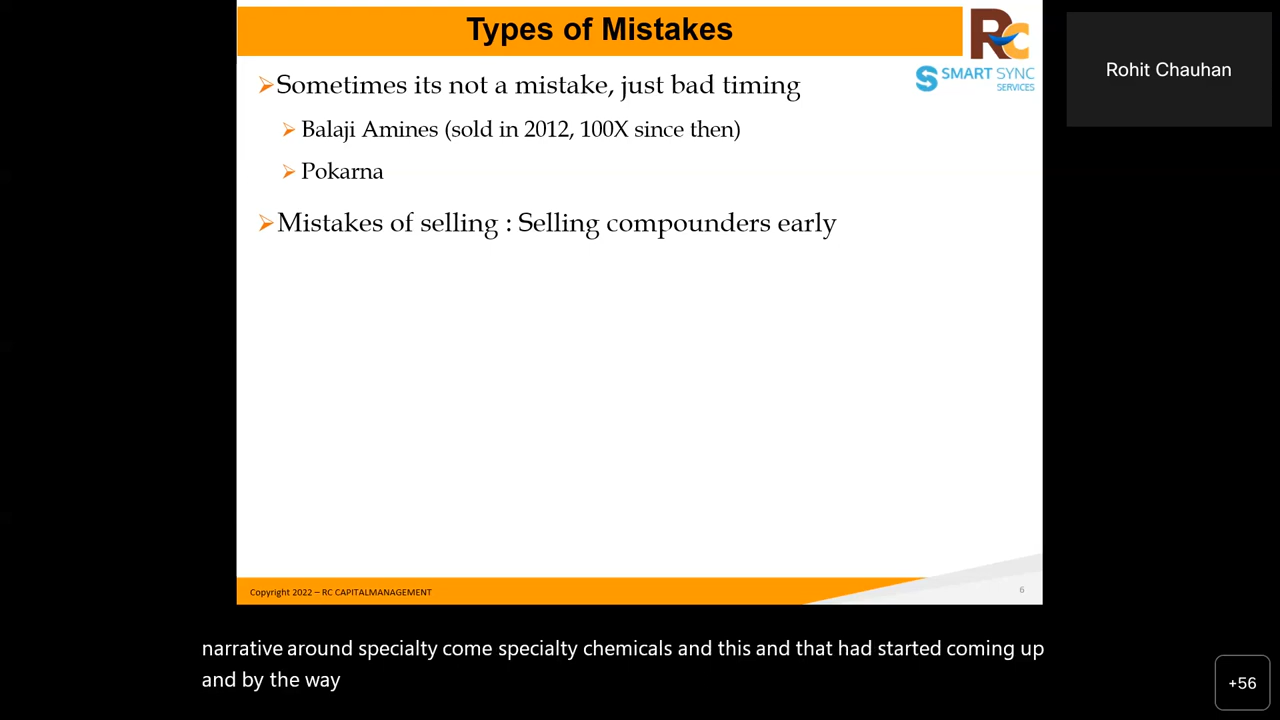 Types of Mistakes
Rc
SMART SYNC
SERVICES
Rohit Chauhan
Sometimes its not a mistake, just bad timing
Balaji Amines (sold in 2012, 100X since then)
Pokarna
Mistakes of selling : Selling compounders early
Copyright 2022 – RC CAPITALMANAGEMENT
6
narrative around specialty come specialty chemicals and this and that had started coming up
and by the way
+56